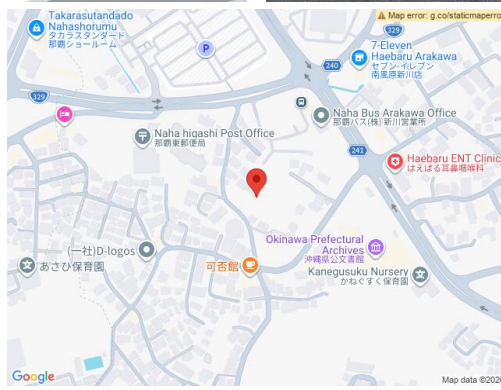 Map error: g.co/staticmaperro
Takarasutandado
Nahashorumu
タカラスタンダード
那覇ショールーム
P
329
240
7-Eleven
Haebaru Arakawa
セブン-イレブン
南風原新川店
329
Naha Bus Arakawa Office
那覇バス(株) 新川営業所
Naha higashi Post Office
那覇東郵便局
241
Haebaru ENT Clinic
はえばる耳鼻咽喉科
Okinawa Prefectural
Archives
沖縄県公文書館
(一社)D-logos
あさひ保育園
可否館
Kanegusuku Nursery
かねぐすく保育園
Google
Map data ©2026